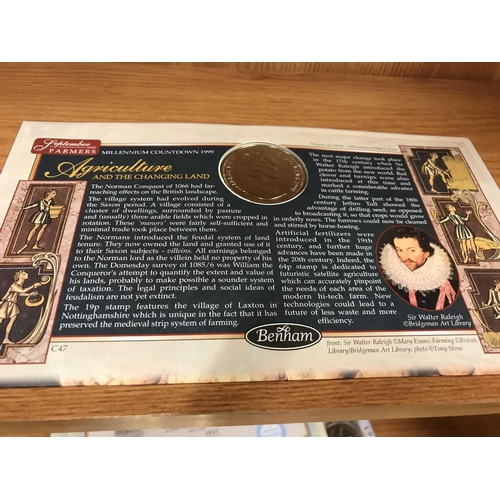 September
FARMERS
MILLENNIUM COUNTDOWN 1999
Agriculture
AND THE CHANGING LAND
The Norman Conquest of 1066 had far-
reaching effects on the British landscape.
The village system had evolved during
the Saxon period. A village consisted of a
cluster of dwellings, surrounded by pasture
and (usually) three arable fields which were cropped in
rotation. These "manors" were fairly self-sufficient and
minimal trade took place between them.
The Normans introduced the feudal system of land
tenure. They now owned the land and granted use of it
to their Saxon subjects - villeins. All earnings belonged
to the Norman lord as the villein held no property of his
own. The Domesday survey of 1085/6 was William the
Conqueror's attempt to quantify the extent and value of
his lands, probably to make possible a sounder system
of taxation. The legal principles and social ideas of
feudalism are not yet extinct.
The 19p stamp features the village of Laxton in
Nottinghamshire which is unique in the fact that it has
preserved the medieval strip system of farming.
C47
The next major change took place
in the 17th century when Sir
Walter Raleigh introduced the
potato from the new world. Red
clover and turnips were also
introduced at this time and
marked a considerable advance
in cattle farming.
During the latter part of the 18th
century Jethro Tull showed the
advantage of drilling seed, as opposed
to broadcasting it, so that crops would grow
in orderly rows. The furrows could now be cleaned
and stirred by horse-hoeing.
Artificial fertilizers were
introduced in the 19th
century, and further huge
advances have been made in
the 20th century. Indeed, the
64p stamp is dedicated to
futuristic satellite agriculture
which can accurately pinpoint
the needs of each area of the
modern hi-tech farm. New
technologies could lead to a
future of less waste and more
efficiency.
Sir Walter Raleigh
©Bridgeman Art Library
Benham
front: Sir Walter Raleigh ©Mary Evans; Farming ©British
Library/Bridgeman Art Library; photo ©Tony Stone